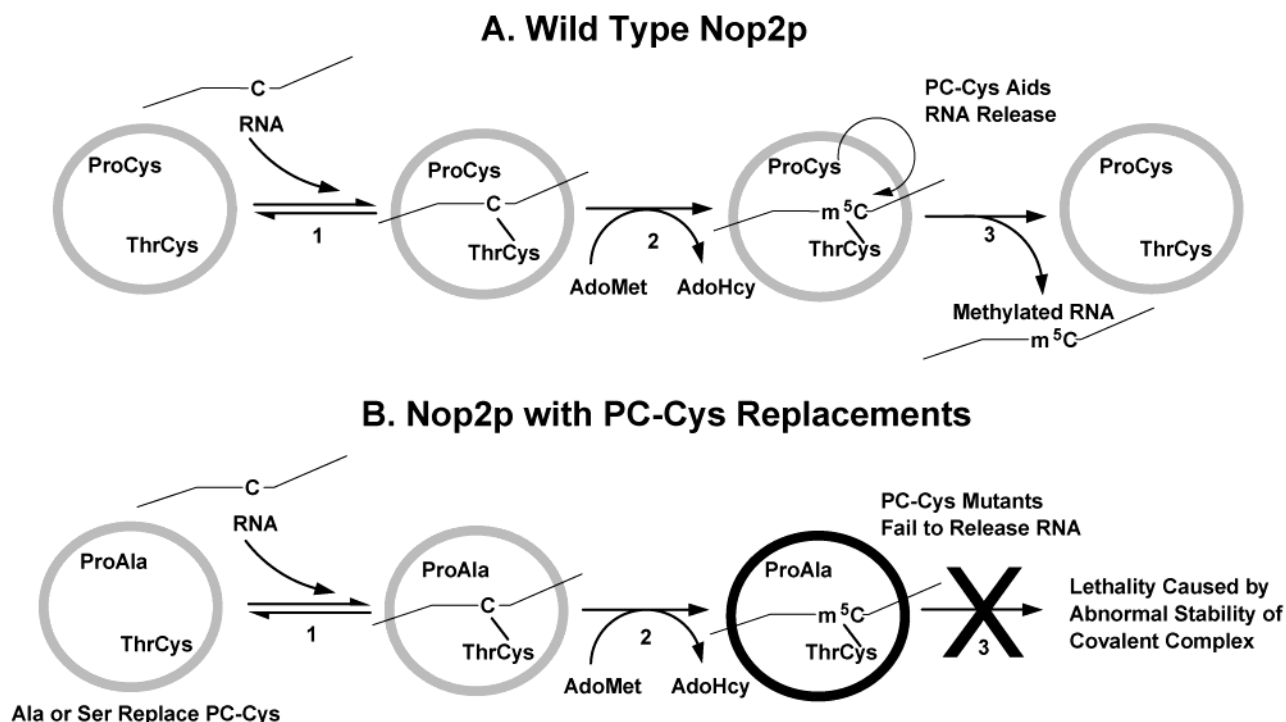 A. Wild Type Nop2p
C
RNA
ProCys
ThrCys
1
ProCys
C
ThrCys
2
AdoMet
AdoHcy
PC-Cys Aids
RNA Release
ProCys
m⁵C
ThrCys
3
Methylated RNA
m⁵C
ProCys
ThrCys
B. Nop2p with PC-Cys Replacements
C
RNA
ProAla
ThrCys
Ala or Ser Replace PC-Cys
1
ProAla
C
ThrCys
2
AdoMet
AdoHcy
PC-Cys Mutants
Fail to Release RNA
ProAla
m⁵C
ThrCys
3
Lethality Caused by
Abnormal Stability of
Covalent Complex